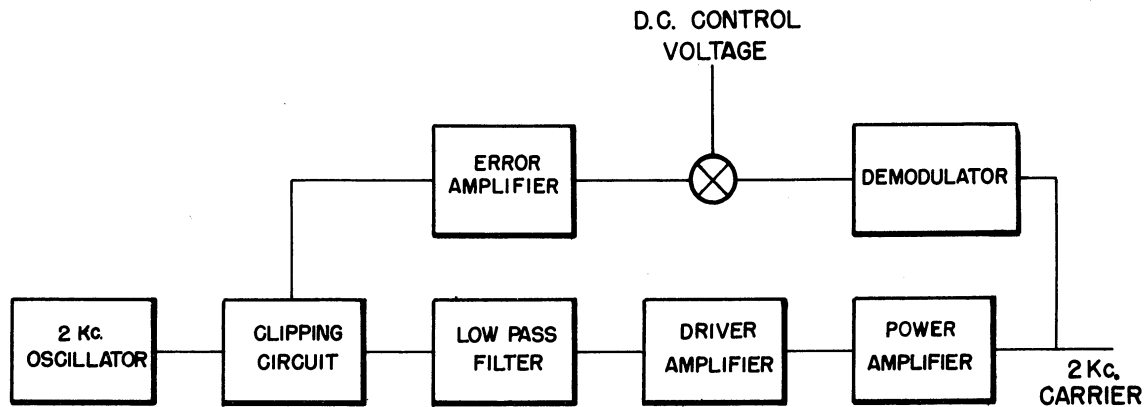 D.C. CONTROL
VOLTAGE
ERROR
AMPLIFIER
DEMODULATOR
2 KC.
OSCILLATOR
CLIPPING
CIRCUIT
LOW PASS
FILTER
DRIVER
AMPLIFIER
POWER
AMPLIFIER
2 KC.
CARRIER